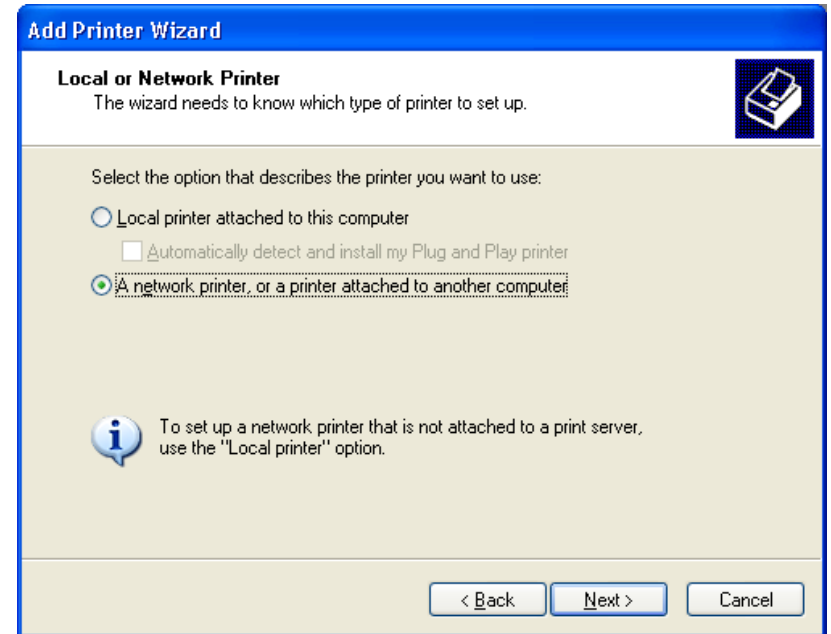 Add Printer Wizard
Local or Network Printer
The wizard needs to know which type of printer to set up.
Select the option that describes the printer you want to use:
Local printer attached to this computer
Automatically detect and install my Plug and Play printer
A network printer, or a printer attached to another computer
To set up a network printer that is not attached to a print server,
use the "Local printer" option.
< Back Next > Cancel